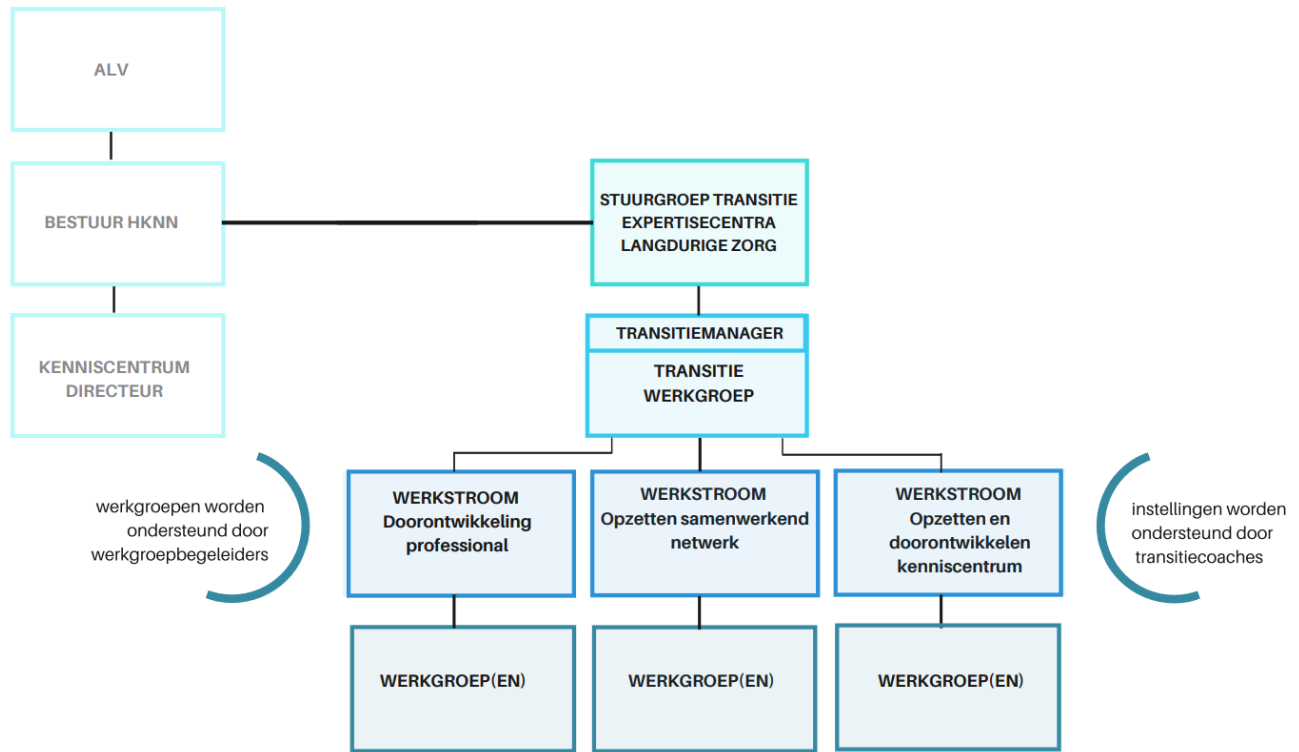 ALV
BESTUUR HKNN
STUURGROEP TRANSITIE
EXPERTISECENTRA
LANGDURIGE ZORG
KENNISCENTRUM
DIRECTEUR
TRANSITIEMANAGER
TRANSITIE
WERKGROEP
werkgroepen worden
ondersteund door
werkgroepbegeleiders
WERKSTROOM
Doorontwikkeling
professional
WERKSTROOM
Opzetten samenwerkend
netwerk
WERKSTROOM
Opzetten en
doorontwikkelen
kenniscentrum
instellingen worden
ondersteund door
transitiecoaches
WERKGROEP(EN)
WERKGROEP(EN)
WERKGROEP(EN)